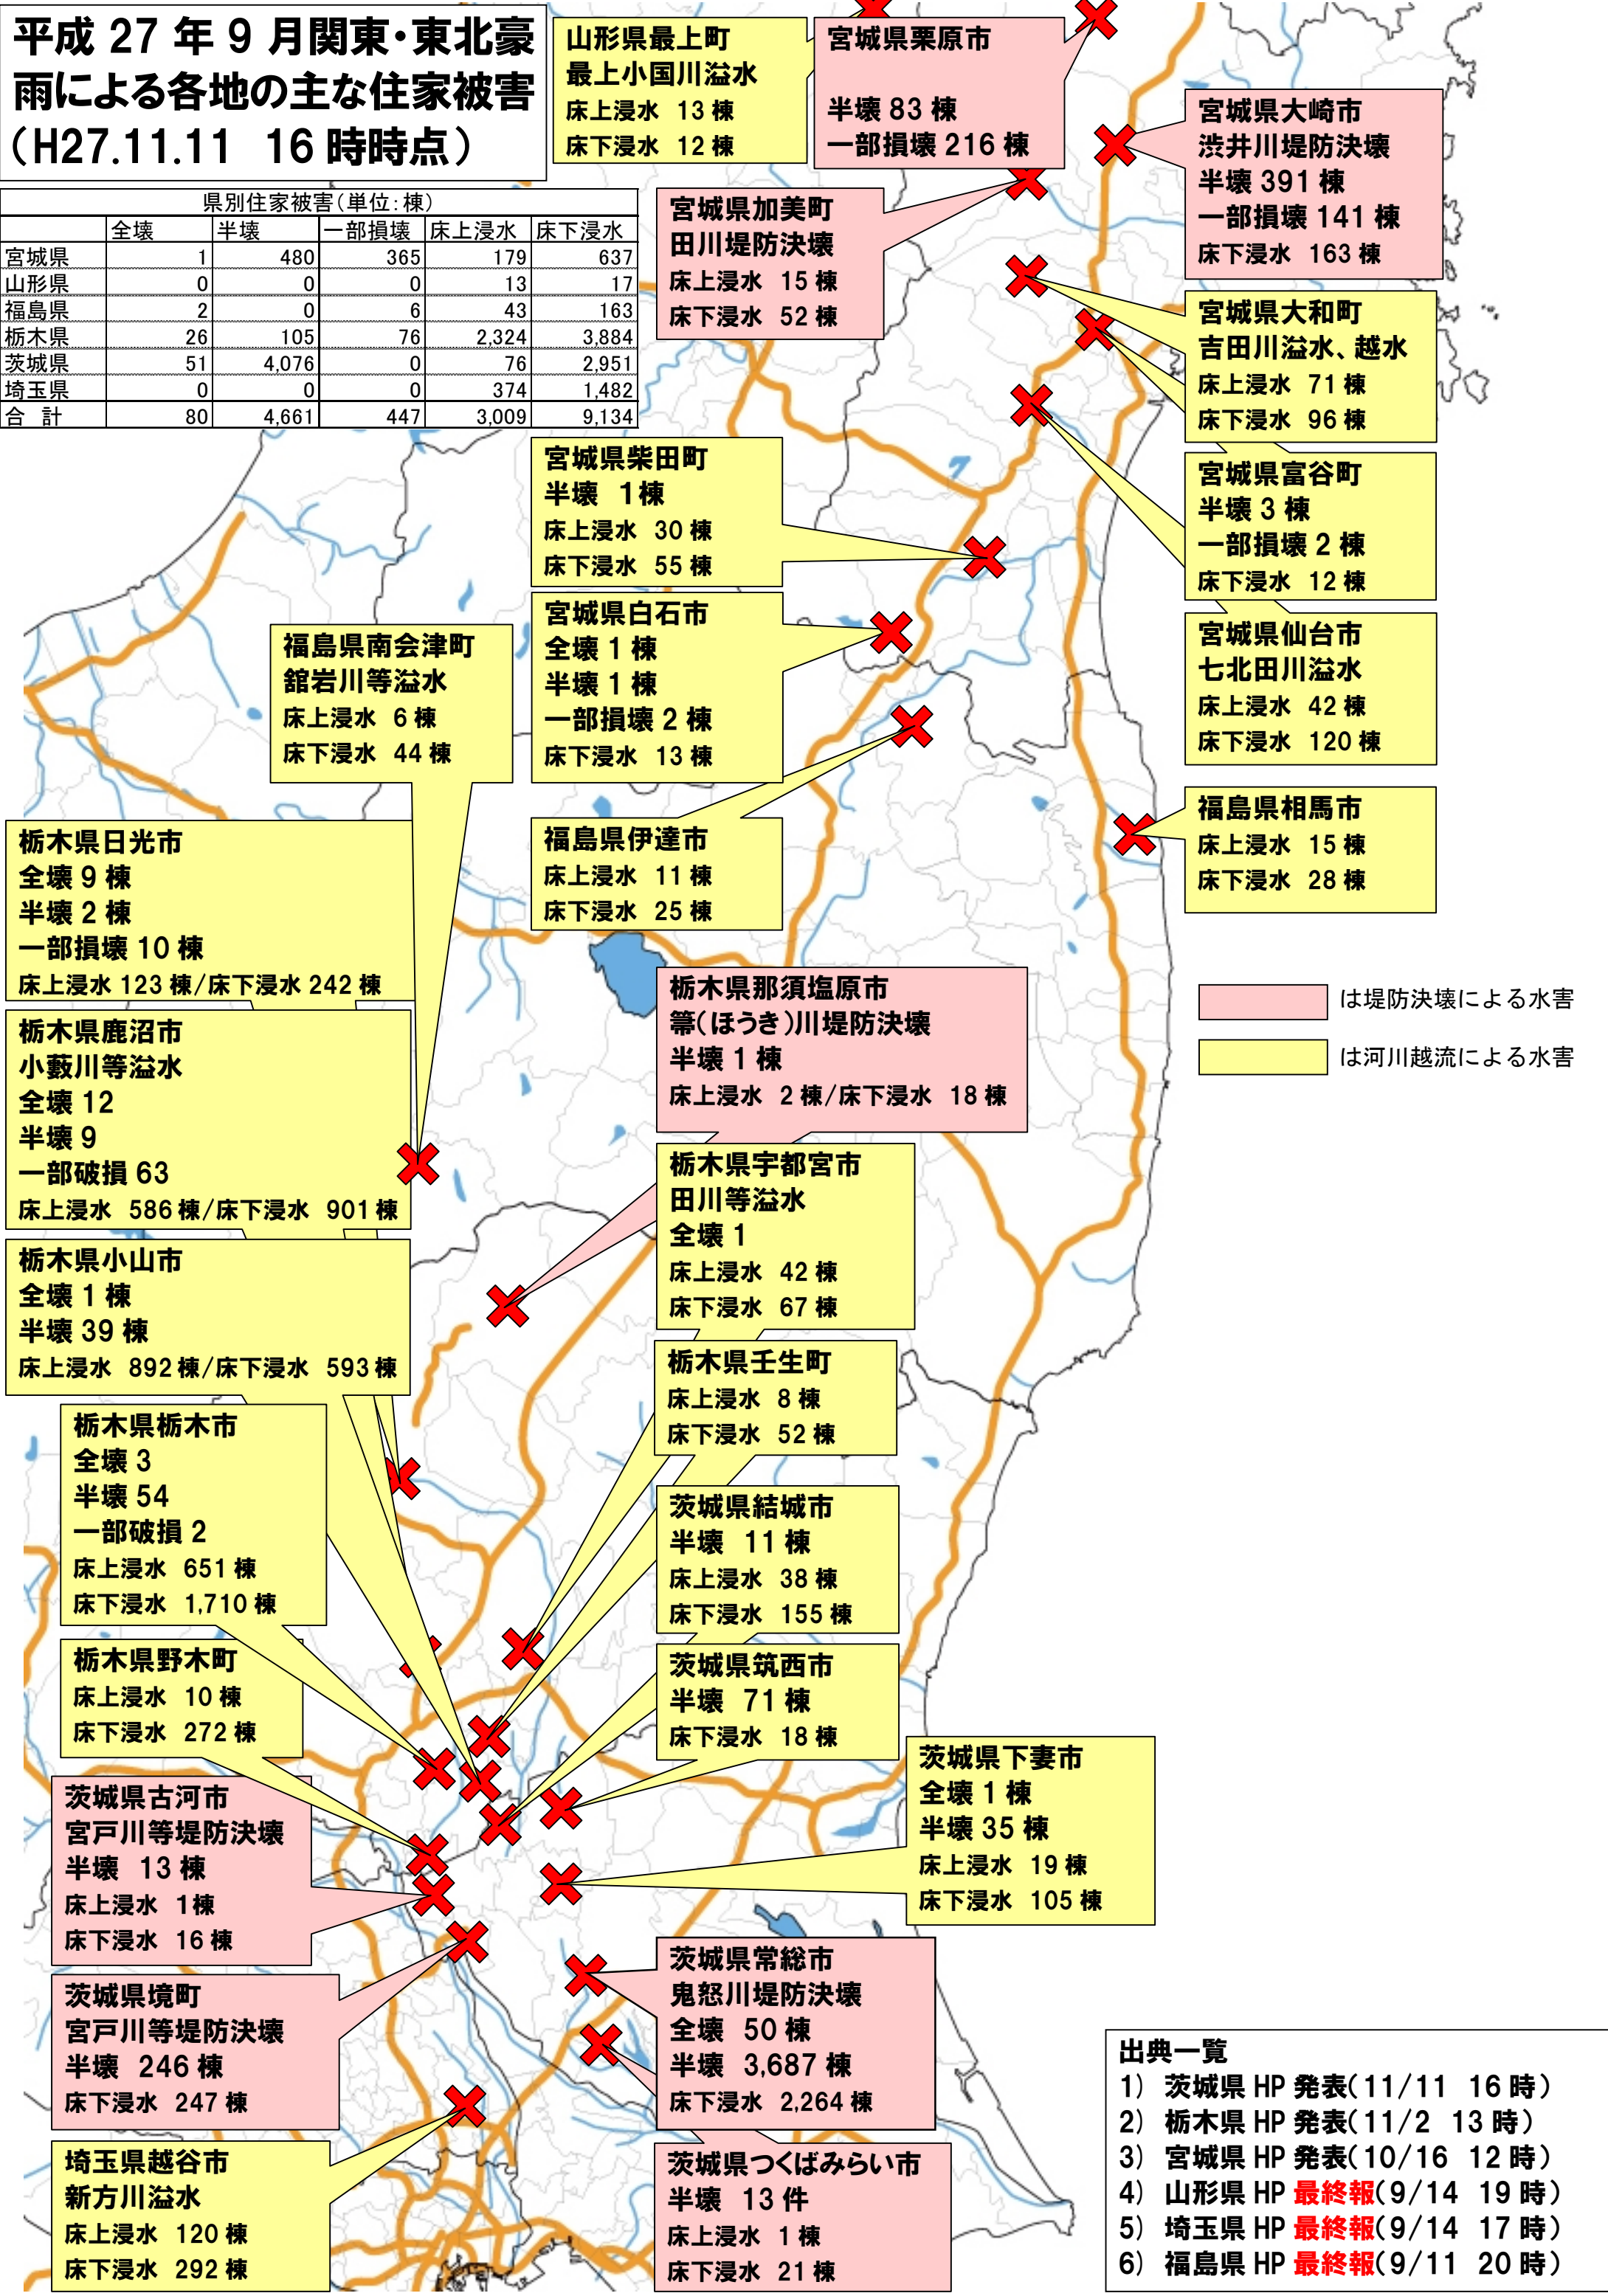 平成 27 年 9 月関東・東北豪
雨による各地の主な住家被害
（H27.11.11　16 時時点）
県別住家被害（単位：棟）
全壊 半壊 一部損壊 床上浸水 床下浸水
宮城県 1 480 365 179 637
山形県 0 0 0 13 17
福島県 2 0 6 43 163
栃木県 26 105 76 2,324 3,884
茨城県 51 4,076 0 76 2,951
埼玉県 0 0 0 374 1,482
合　計 80 4,661 447 3,009 9,134
山形県最上町
最上小国川溢水
床上浸水 13 棟
床下浸水 12 棟
宮城県栗原市
半壊 83 棟
一部損壊 216 棟
宮城県大崎市
渋井川堤防決壊
半壊 391 棟
一部損壊 141 棟
床下浸水 163 棟
宮城県加美町
田川堤防決壊
床上浸水 15 棟
床下浸水 52 棟
宮城県大和町
吉田川溢水、越水
床上浸水 71 棟
床下浸水 96 棟
宮城県富谷町
半壊 3 棟
一部損壊 2 棟
床下浸水 12 棟
宮城県仙台市
七北田川溢水
床上浸水 42 棟
床下浸水 120 棟
宮城県柴田町
半壊 1 棟
床上浸水 30 棟
床下浸水 55 棟
宮城県白石市
全壊 1 棟
半壊 1 棟
一部損壊 2 棟
床下浸水 13 棟
福島県南会津町
舘岩川等溢水
床上浸水 6 棟
床下浸水 44 棟
福島県伊達市
床上浸水 11 棟
床下浸水 25 棟
福島県相馬市
床上浸水 15 棟
床下浸水 28 棟
は堤防決壊による水害
は河川越流による水害
栃木県日光市
全壊 9 棟
半壊 2 棟
一部損壊 10 棟
床上浸水 123 棟/床下浸水 242 棟
栃木県鹿沼市
小藪川等溢水
全壊 12
半壊 9
一部破損 63
床上浸水 586 棟/床下浸水 901 棟
栃木県小山市
全壊 1 棟
半壊 39 棟
床上浸水 892 棟/床下浸水 593 棟
栃木県栃木市
全壊 3
半壊 54
一部破損 2
床上浸水 651 棟
床下浸水 1,710 棟
栃木県野木町
床上浸水 10 棟
床下浸水 272 棟
茨城県古河市
宮戸川等堤防決壊
半壊 13 棟
床上浸水 1 棟
床下浸水 16 棟
茨城県境町
宮戸川等堤防決壊
半壊 246 棟
床下浸水 247 棟
埼玉県越谷市
新方川溢水
床上浸水 120 棟
床下浸水 292 棟
栃木県那須塩原市
箒（ほうき）川堤防決壊
半壊 1 棟
床上浸水 2 棟/床下浸水 18 棟
栃木県宇都宮市
田川等溢水
全壊 1
床上浸水 42 棟
床下浸水 67 棟
栃木県壬生町
床上浸水 8 棟
床下浸水 52 棟
茨城県結城市
半壊 11 棟
床上浸水 38 棟
床下浸水 155 棟
茨城県筑西市
半壊 71 棟
床下浸水 18 棟
茨城県下妻市
全壊 1 棟
半壊 35 棟
床上浸水 19 棟
床下浸水 105 棟
茨城県常総市
鬼怒川堤防決壊
全壊 50 棟
半壊 3,687 棟
床下浸水 2,264 棟
茨城県つくばみらい市
半壊 13 件
床上浸水 1 棟
床下浸水 21 棟
出典一覧
1）　茨城県 HP 発表（11/11　16 時）
2）　栃木県 HP 発表（11/2　13 時）
3）　宮城県 HP 発表（10/16　12 時）
4）　山形県 HP 最終報（9/14　19 時）
5）　埼玉県 HP 最終報（9/14　17 時）
6）　福島県 HP 最終報（9/11　20 時）